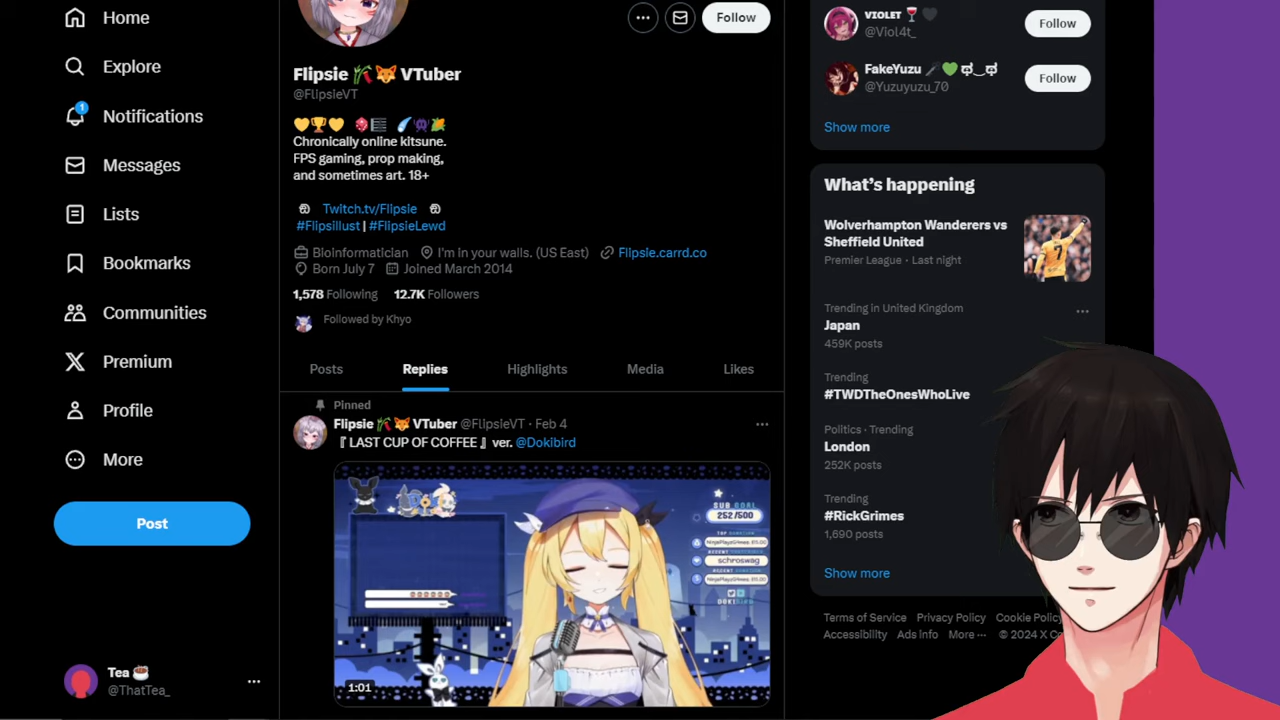 Home
Explore
1
Notifications
Messages
Lists
Bookmarks
Communities
Premium
Profile
More
Post
Tea ☕
@ThatTea_
Follow
Flipsie 🎋🦊 VTuber
@FlipsieVT
Chronically online kitsune.
FPS gaming, prop making,
and sometimes art. 18+
Twitch.tv/Flipsie
#Flipsillust | #FlipsieLewd
Bioinformatician I'm in your walls. (US East) Flipsie.carrd.co
Born July 7 Joined March 2014
1,578 Following 12.7K Followers
Followed by Khyo
Posts Replies Highlights Media Likes
Pinned
Flipsie 🎋🦊 VTuber @FlipsieVT · Feb 4
『 LAST CUP OF COFFEE 』 ver. @Dokibird
SUB GOAL
252 /500
schroswag
1:01
VIOLET 🍷🖤
@Viol4t_
Follow
FakeYuzu
@Yuzuyuzu_70
Follow
Show more
What's happening
Wolverhampton Wanderers vs
Sheffield United
Premier League · Last night
Trending in United Kingdom
Japan
459K posts
Trending
#TWDTheOnesWhoLive
Politics · Trending
London
252K posts
Trending
#RickGrimes
1,690 posts
Show more
Terms of Service Privacy Policy Cookie
Accessibility Ads info More ··· © 2024 X